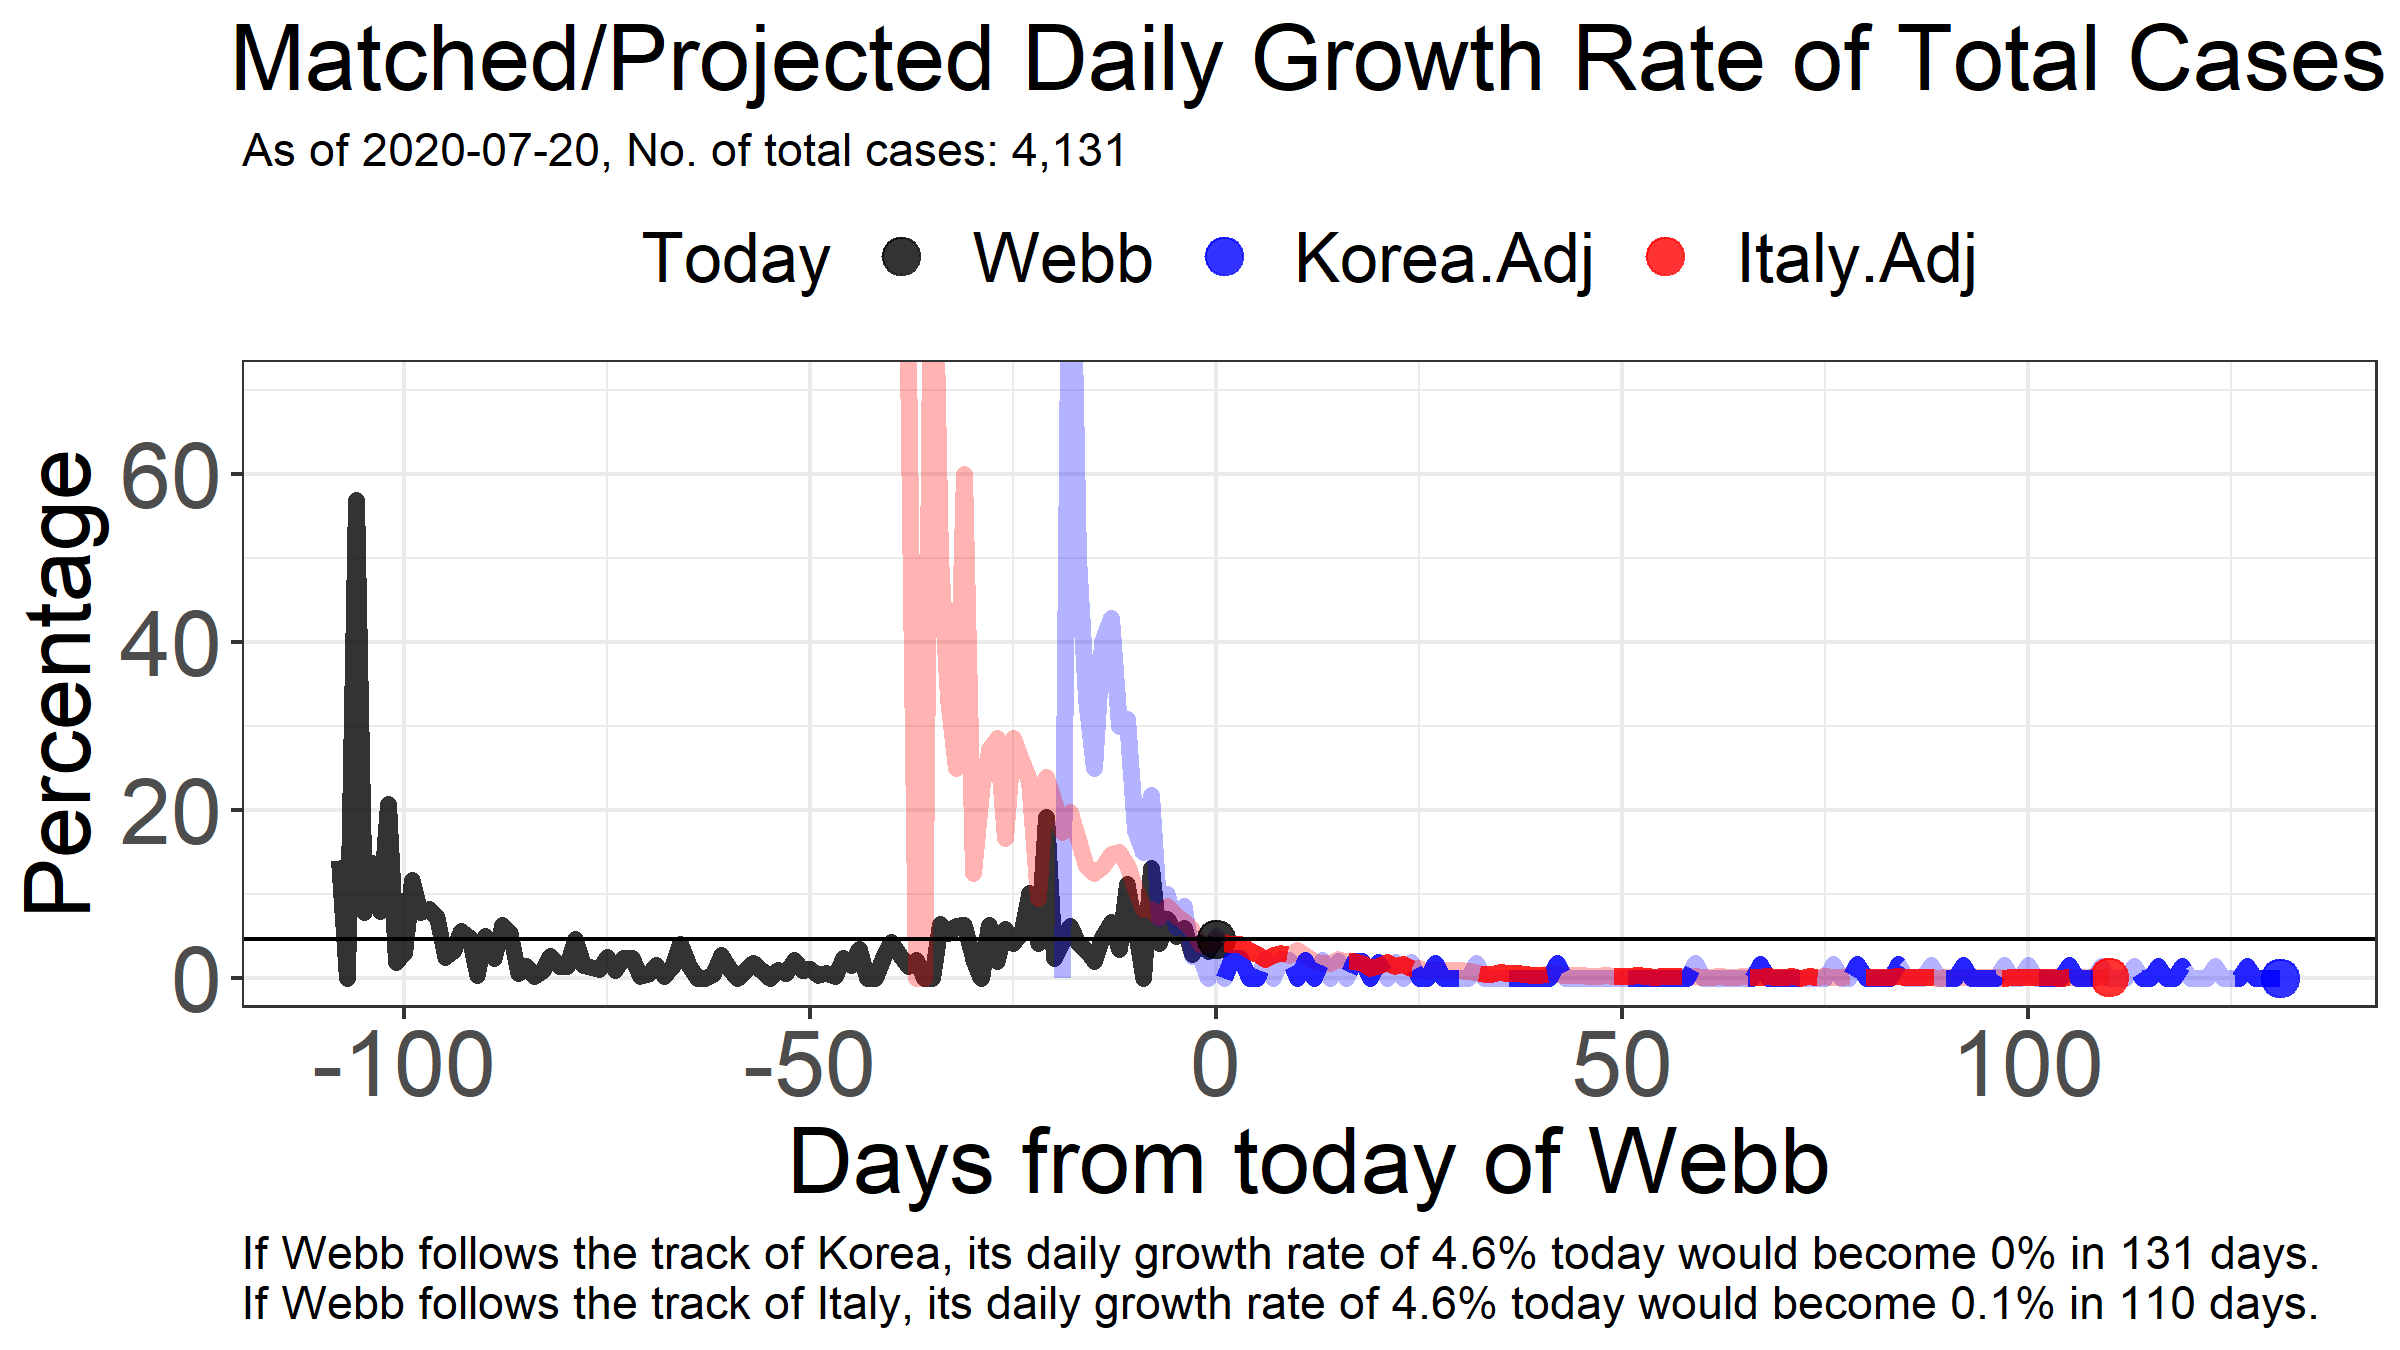 Matched/Projected Daily Growth Rate of Total Cases
As of 2020-07-20, No. of total cases: 4,131
Today Webb Korea.Adj Italy.Adj
Percentage
60
40
20
0
-100 -50 0 50 100
Days from today of Webb
If Webb follows the track of Korea, its daily growth rate of 4.6% today would become 0% in 131 days.
If Webb follows the track of Italy, its daily growth rate of 4.6% today would become 0.1% in 110 days.